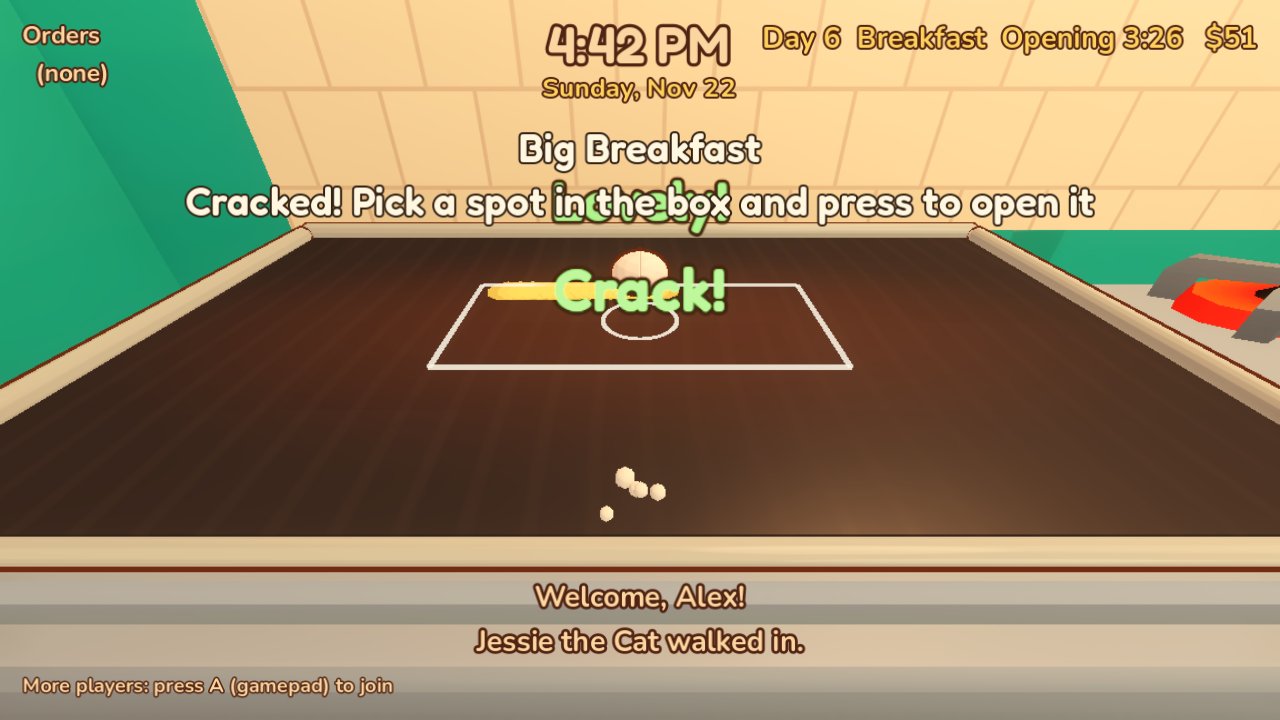 Orders
(none)
4:42 PM
Sunday, Nov 22
Day 6 Breakfast Opening 3:26 $51
Big Breakfast
Cracked! Pick a spot in the box and press to open it
Crack!
Welcome, Alex!
Jessie the Cat walked in.
More players: press A (gamepad) to join